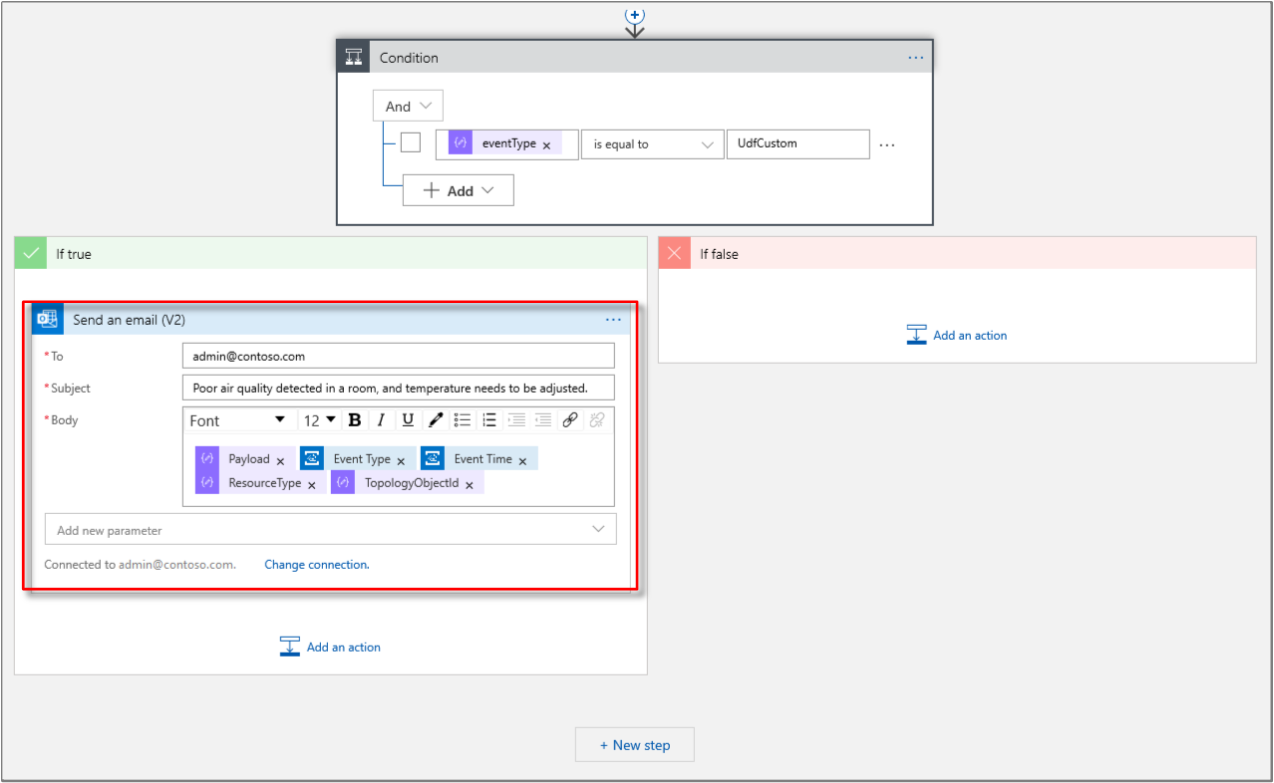 Condition
...
And
eventType x is equal to UdfCustom ...
+ Add
If true
If false
Send an email (V2)
...
* To admin@contoso.com
* Subject Poor air quality detected in a room, and temperature needs to be adjusted.
* Body Font 12 B I U
Payload x Event Type x Event Time x
ResourceType x TopologyObjectId x
Add new parameter
Connected to admin@contoso.com. Change connection.
Add an action
Add an action
+ New step